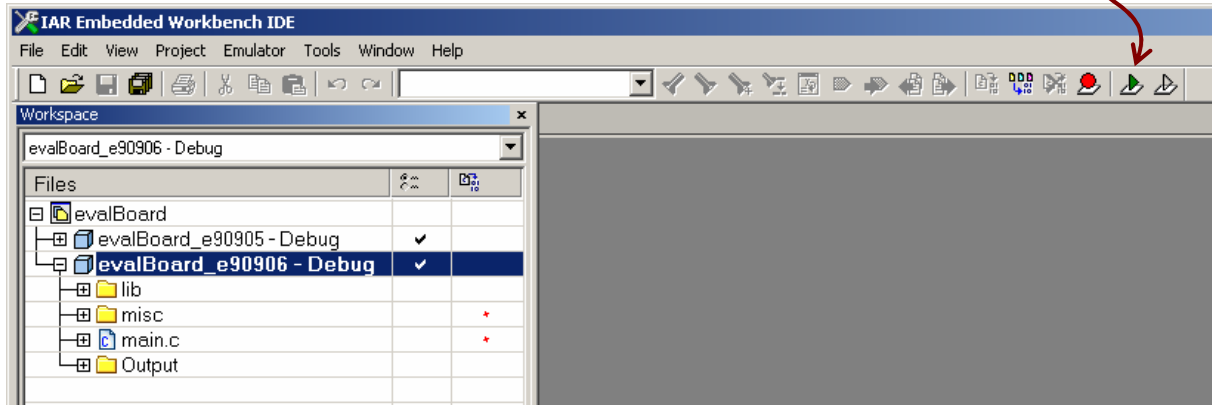 IAR Embedded Workbench IDE
File Edit View Project Emulator Tools Window Help
Workspace
evalBoard_e90906 - Debug
Files
evalBoard
evalBoard_e90905 - Debug
evalBoard_e90906 - Debug
lib
misc
main.c
Output